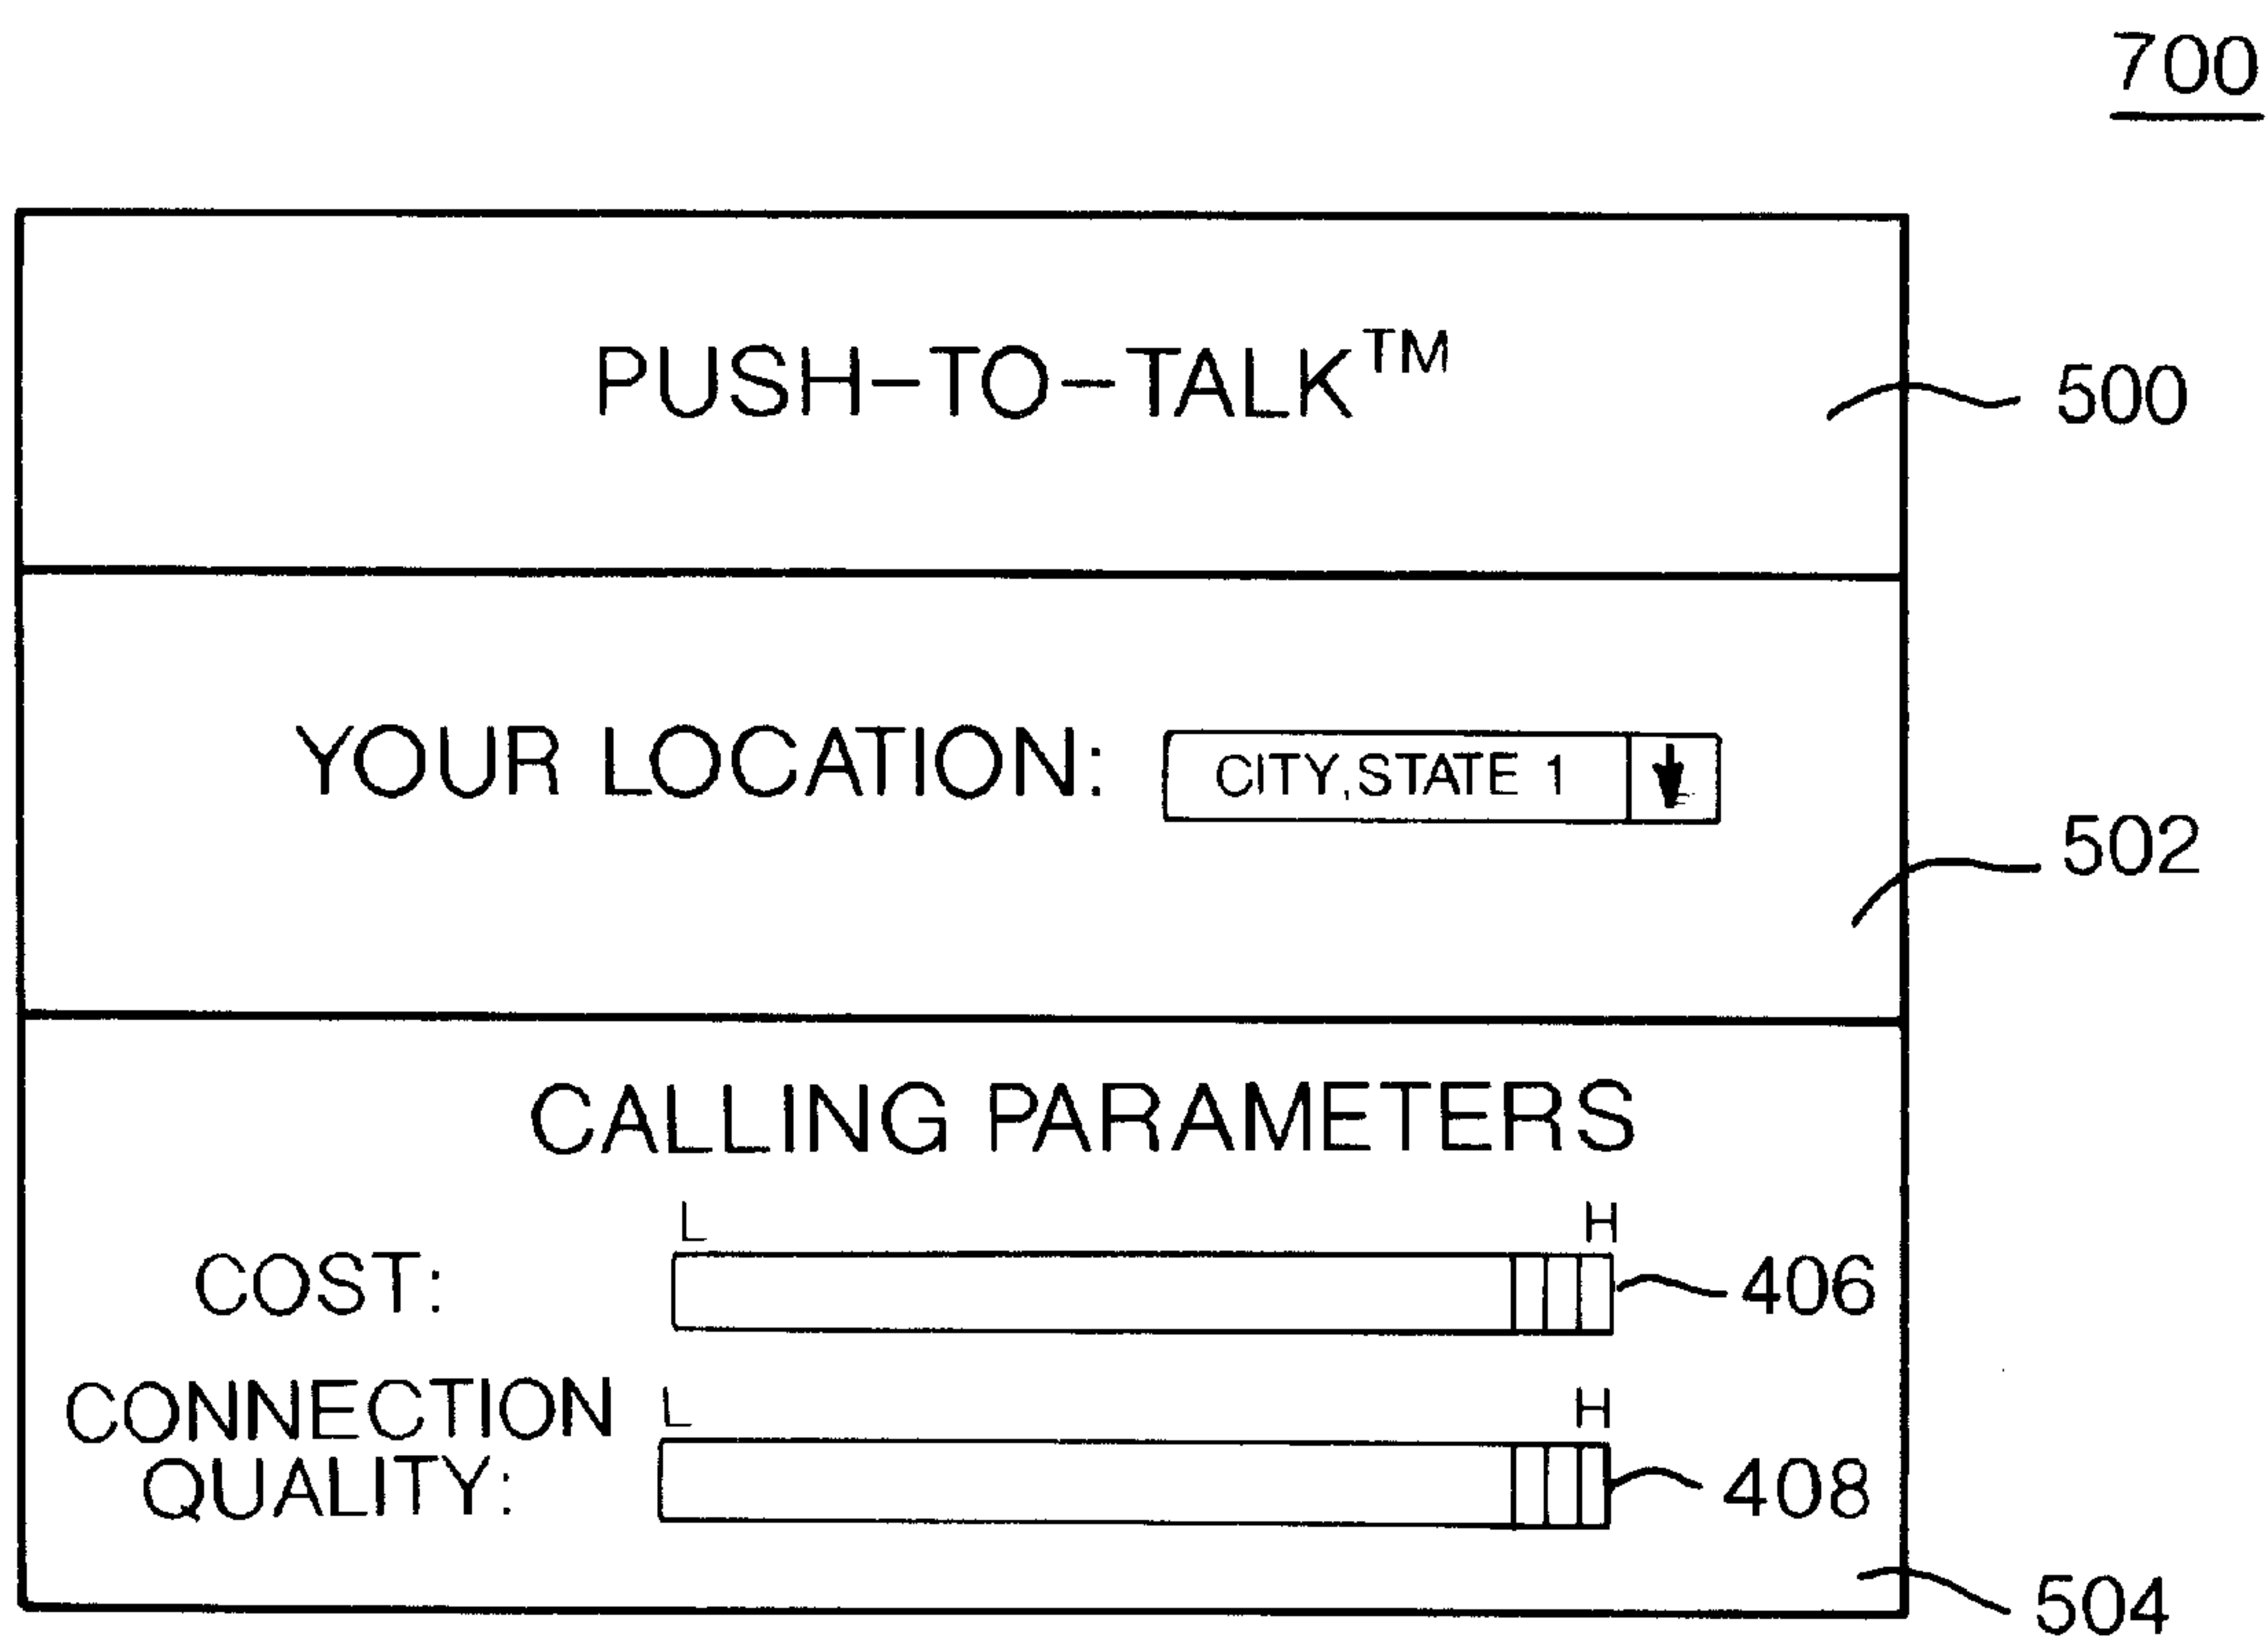 700
PUSH-TO-TALK™
500
YOUR LOCATION: CITY, STATE 1
502
CALLING PARAMETERS
L H
COST: 406
CONNECTION L H
QUALITY: 408
504